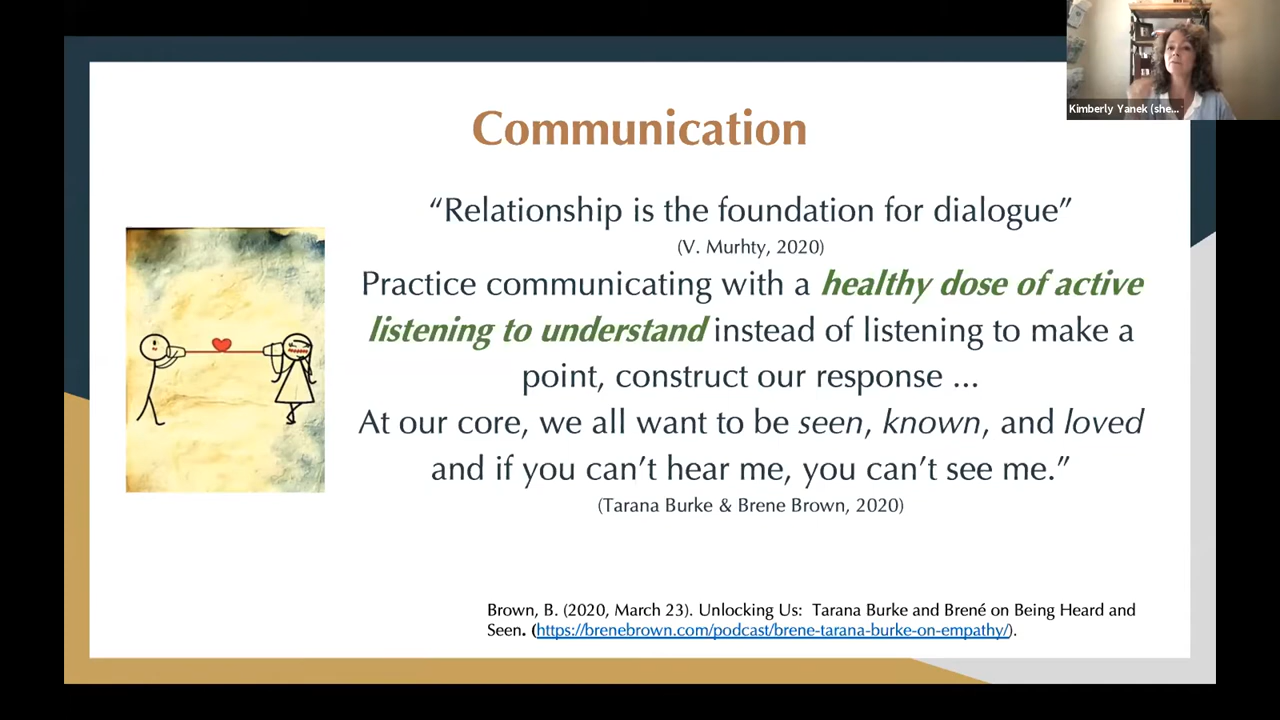 Kimberly Yanek (she...
Communication
“Relationship is the foundation for dialogue”
(V. Murhty, 2020)
Practice communicating with a healthy dose of active
listening to understand instead of listening to make a
point, construct our response ...
At our core, we all want to be seen, known, and loved
and if you can’t hear me, you can’t see me.”
(Tarana Burke & Brene Brown, 2020)
Brown, B. (2020, March 23). Unlocking Us:  Tarana Burke and Brené on Being Heard and
Seen. (https://brenebrown.com/podcast/brene-tarana-burke-on-empathy/).